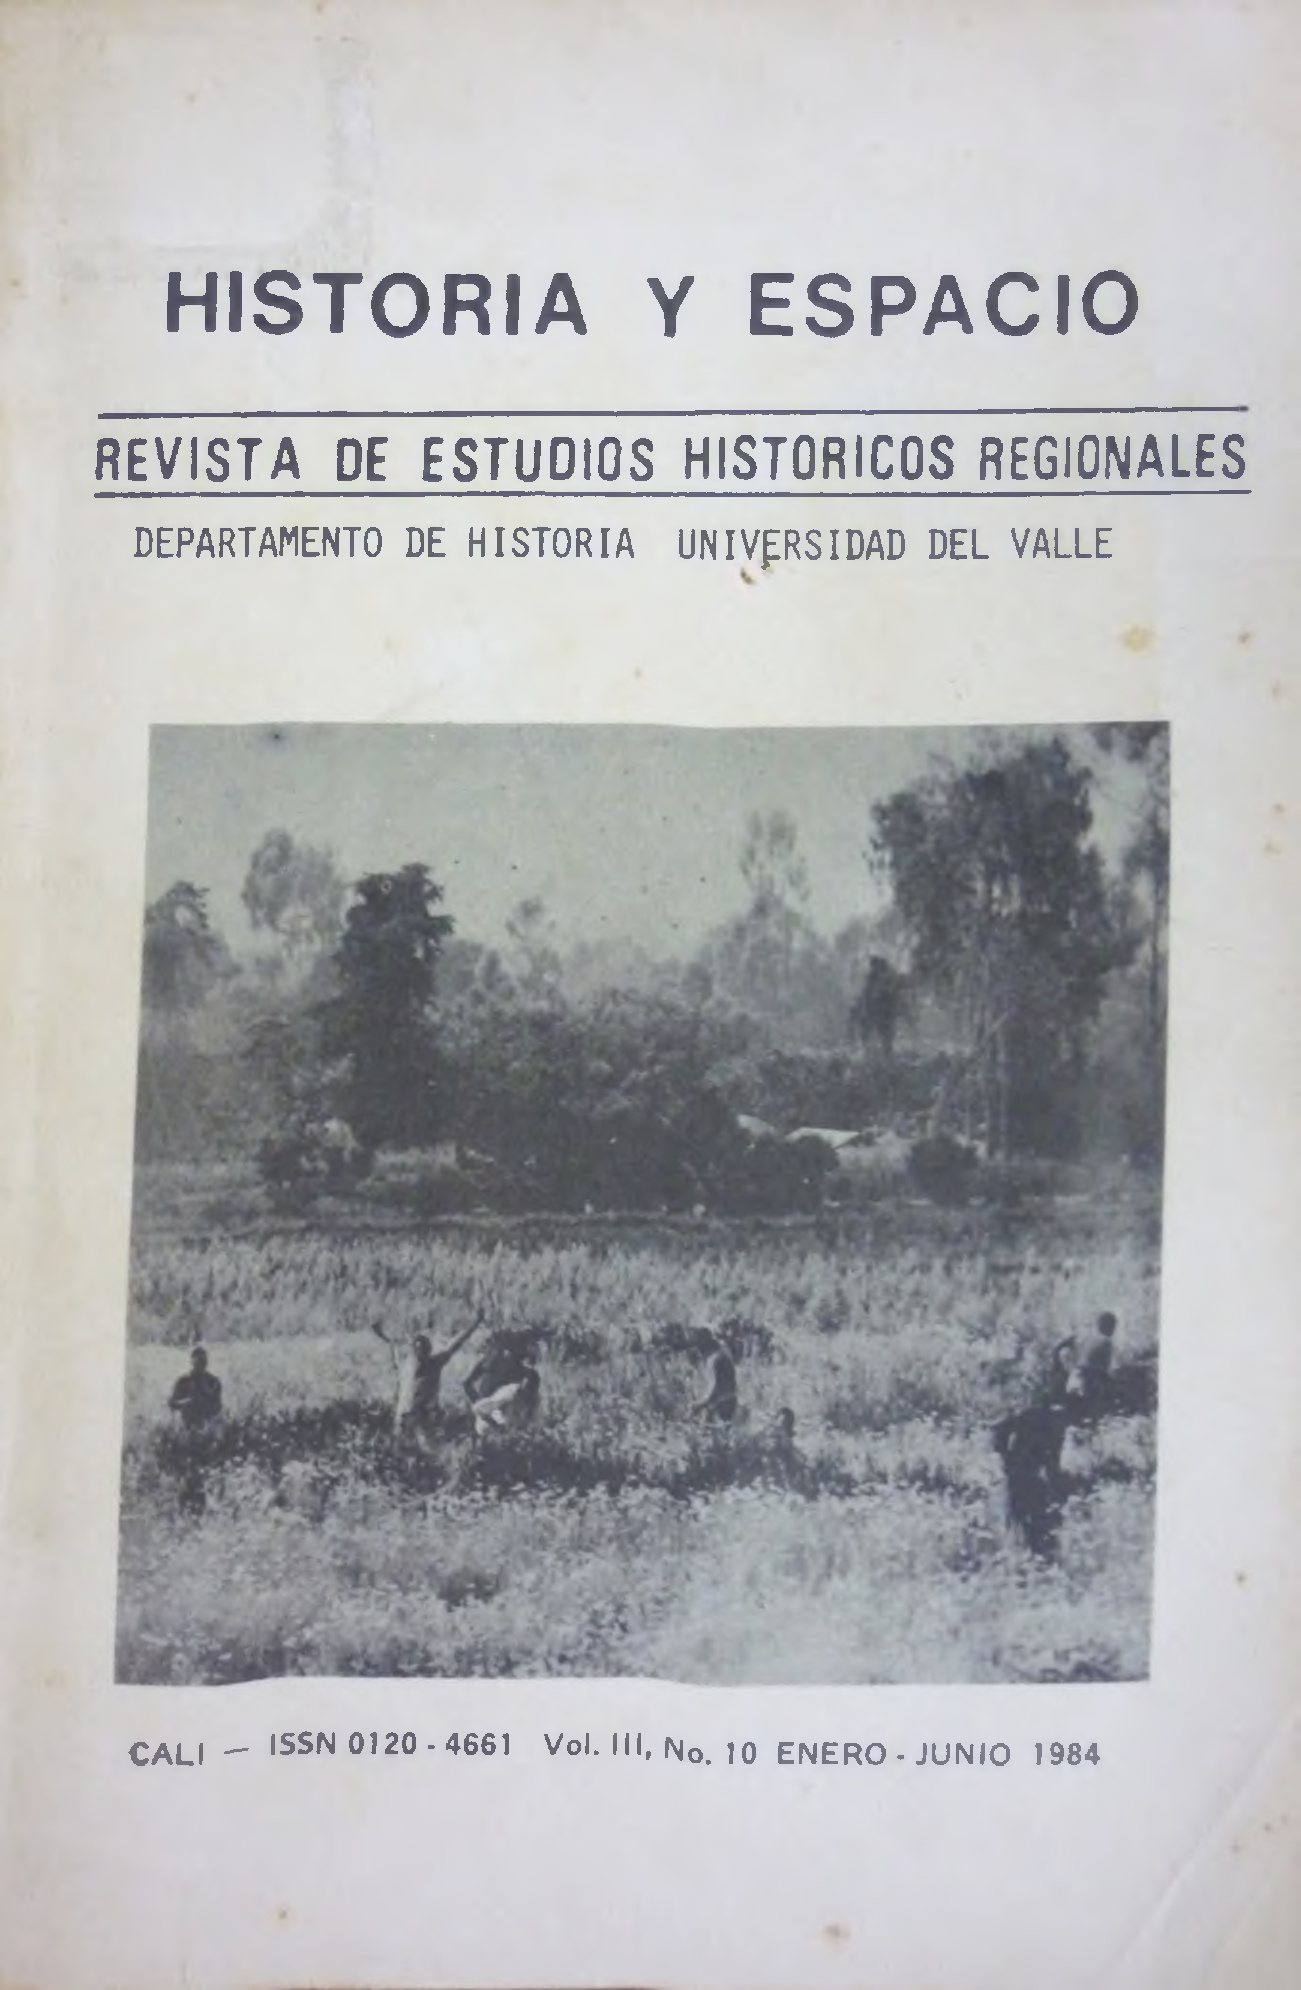 HISTORIA Y ESPACIO
REVISTA DE ESTUDIOS HISTORICOS REGIONALES
DEPARTAMENTO DE HISTORIA UNIVERSIDAD DEL VALLE
CALI - ISSN 0120 - 4661 Vol. III, No. 10 ENERO - JUNIO 1984